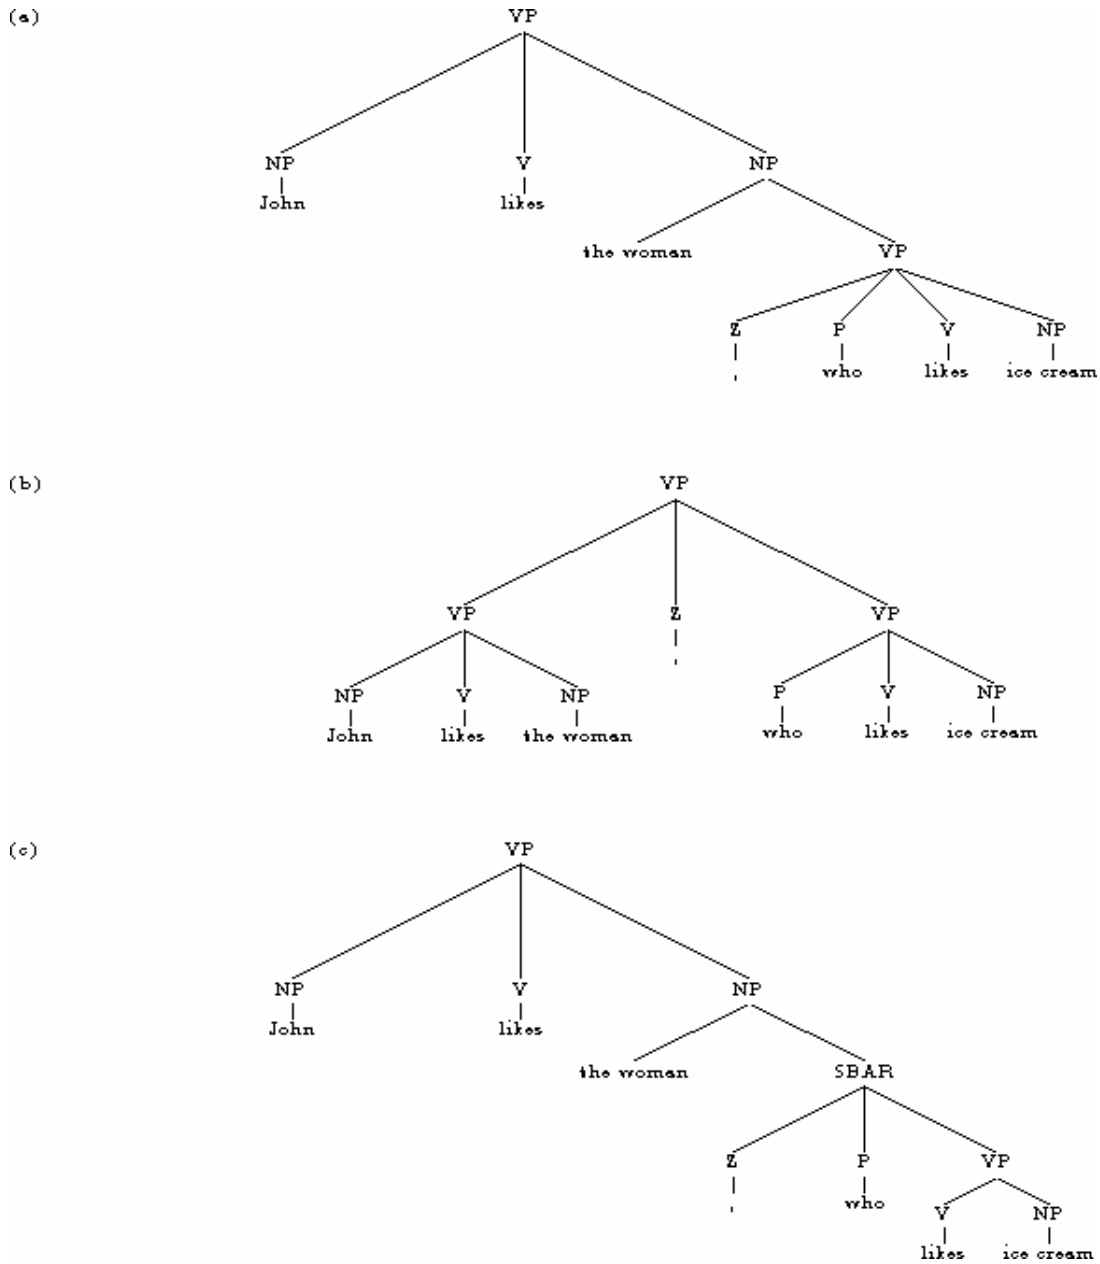 (a) VP
NP V NP
John likes
the woman VP
Z P V NP
, who likes ice cream
(b) VP
VP Z VP
,
NP V NP P V NP
John likes the woman who likes ice cream
(c) VP
NP V NP
John likes
the woman SBAR
Z P VP
, who
V NP
likes ice cream